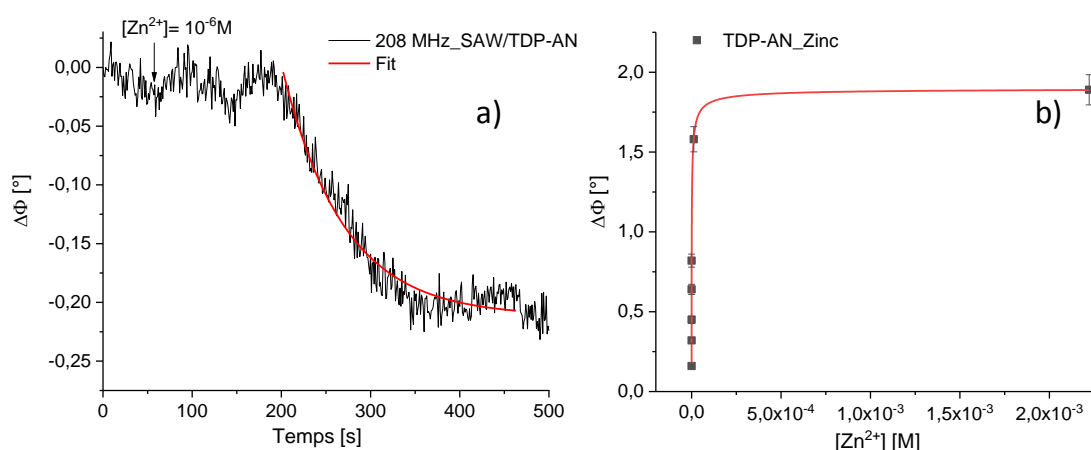 [Zn²⁺]= 10⁻⁶M
208 MHz_SAW/TDP-AN
Fit
a)
0,00
-0,05
-0,10
-0,15
-0,20
-0,25
ΔΦ [°]
0 100 200 300 400 500
Temps [s]
TDP-AN_Zinc
b)
2,0
1,5
1,0
0,5
0,0
ΔΦ [°]
0,0 5,0x10⁻⁴ 1,0x10⁻³ 1,5x10⁻³ 2,0x10⁻³
[Zn²⁺] [M]